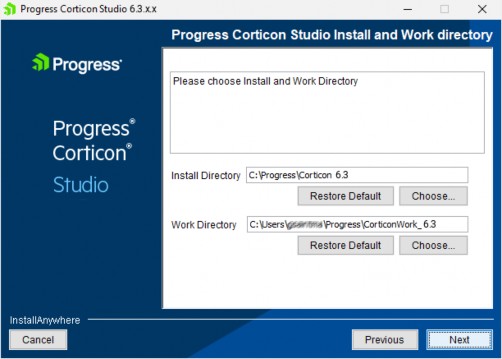 Progress Corticon Studio 6.3.x.x
Progress Corticon Studio Install and Work directory
Progress®
Progress®
Corticon®
Studio
Please choose Install and Work Directory
Install Directory C:\Progress\Corticon 6.3
Restore Default Choose...
Work Directory C:\Users\ \Progress\CorticonWork_6.3
Restore Default Choose...
InstallAnywhere
Cancel Previous Next